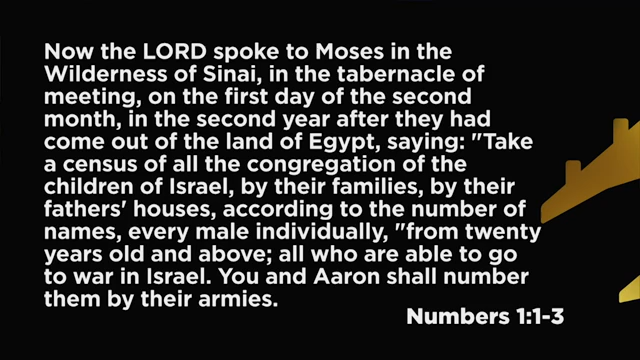 Now the LORD spoke to Moses in the
Wilderness of Sinai, in the tabernacle of
meeting, on the first day of the second
month, in the second year after they had
come out of the land of Egypt, saying: "Take
a census of all the congregation of the
children of Israel, by their families, by their
fathers' houses, according to the number of
names, every male individually, "from twenty
years old and above; all who are able to go
to war in Israel. You and Aaron shall number
them by their armies.
Numbers 1:1-3